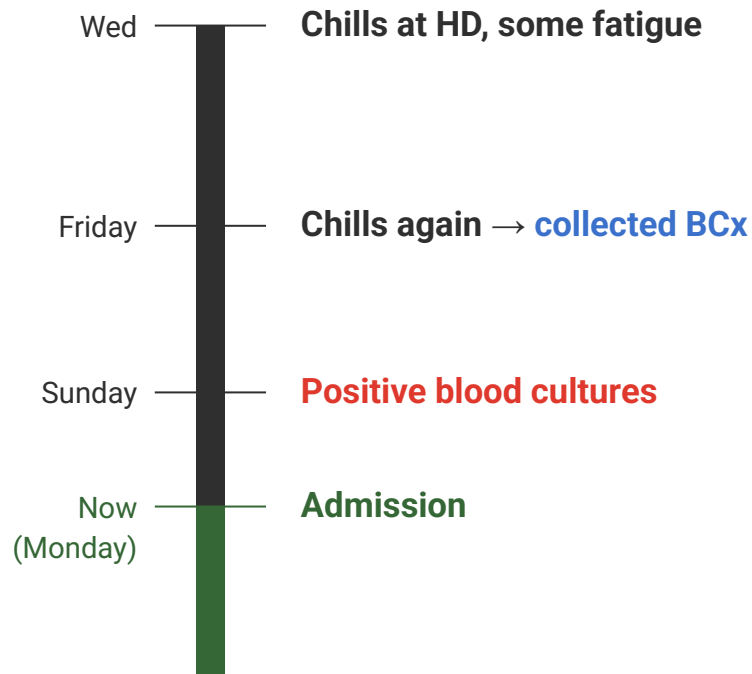 Wed Chills at HD, some fatigue
Friday Chills again → collected BCx
Sunday Positive blood cultures
Now Admission
(Monday)